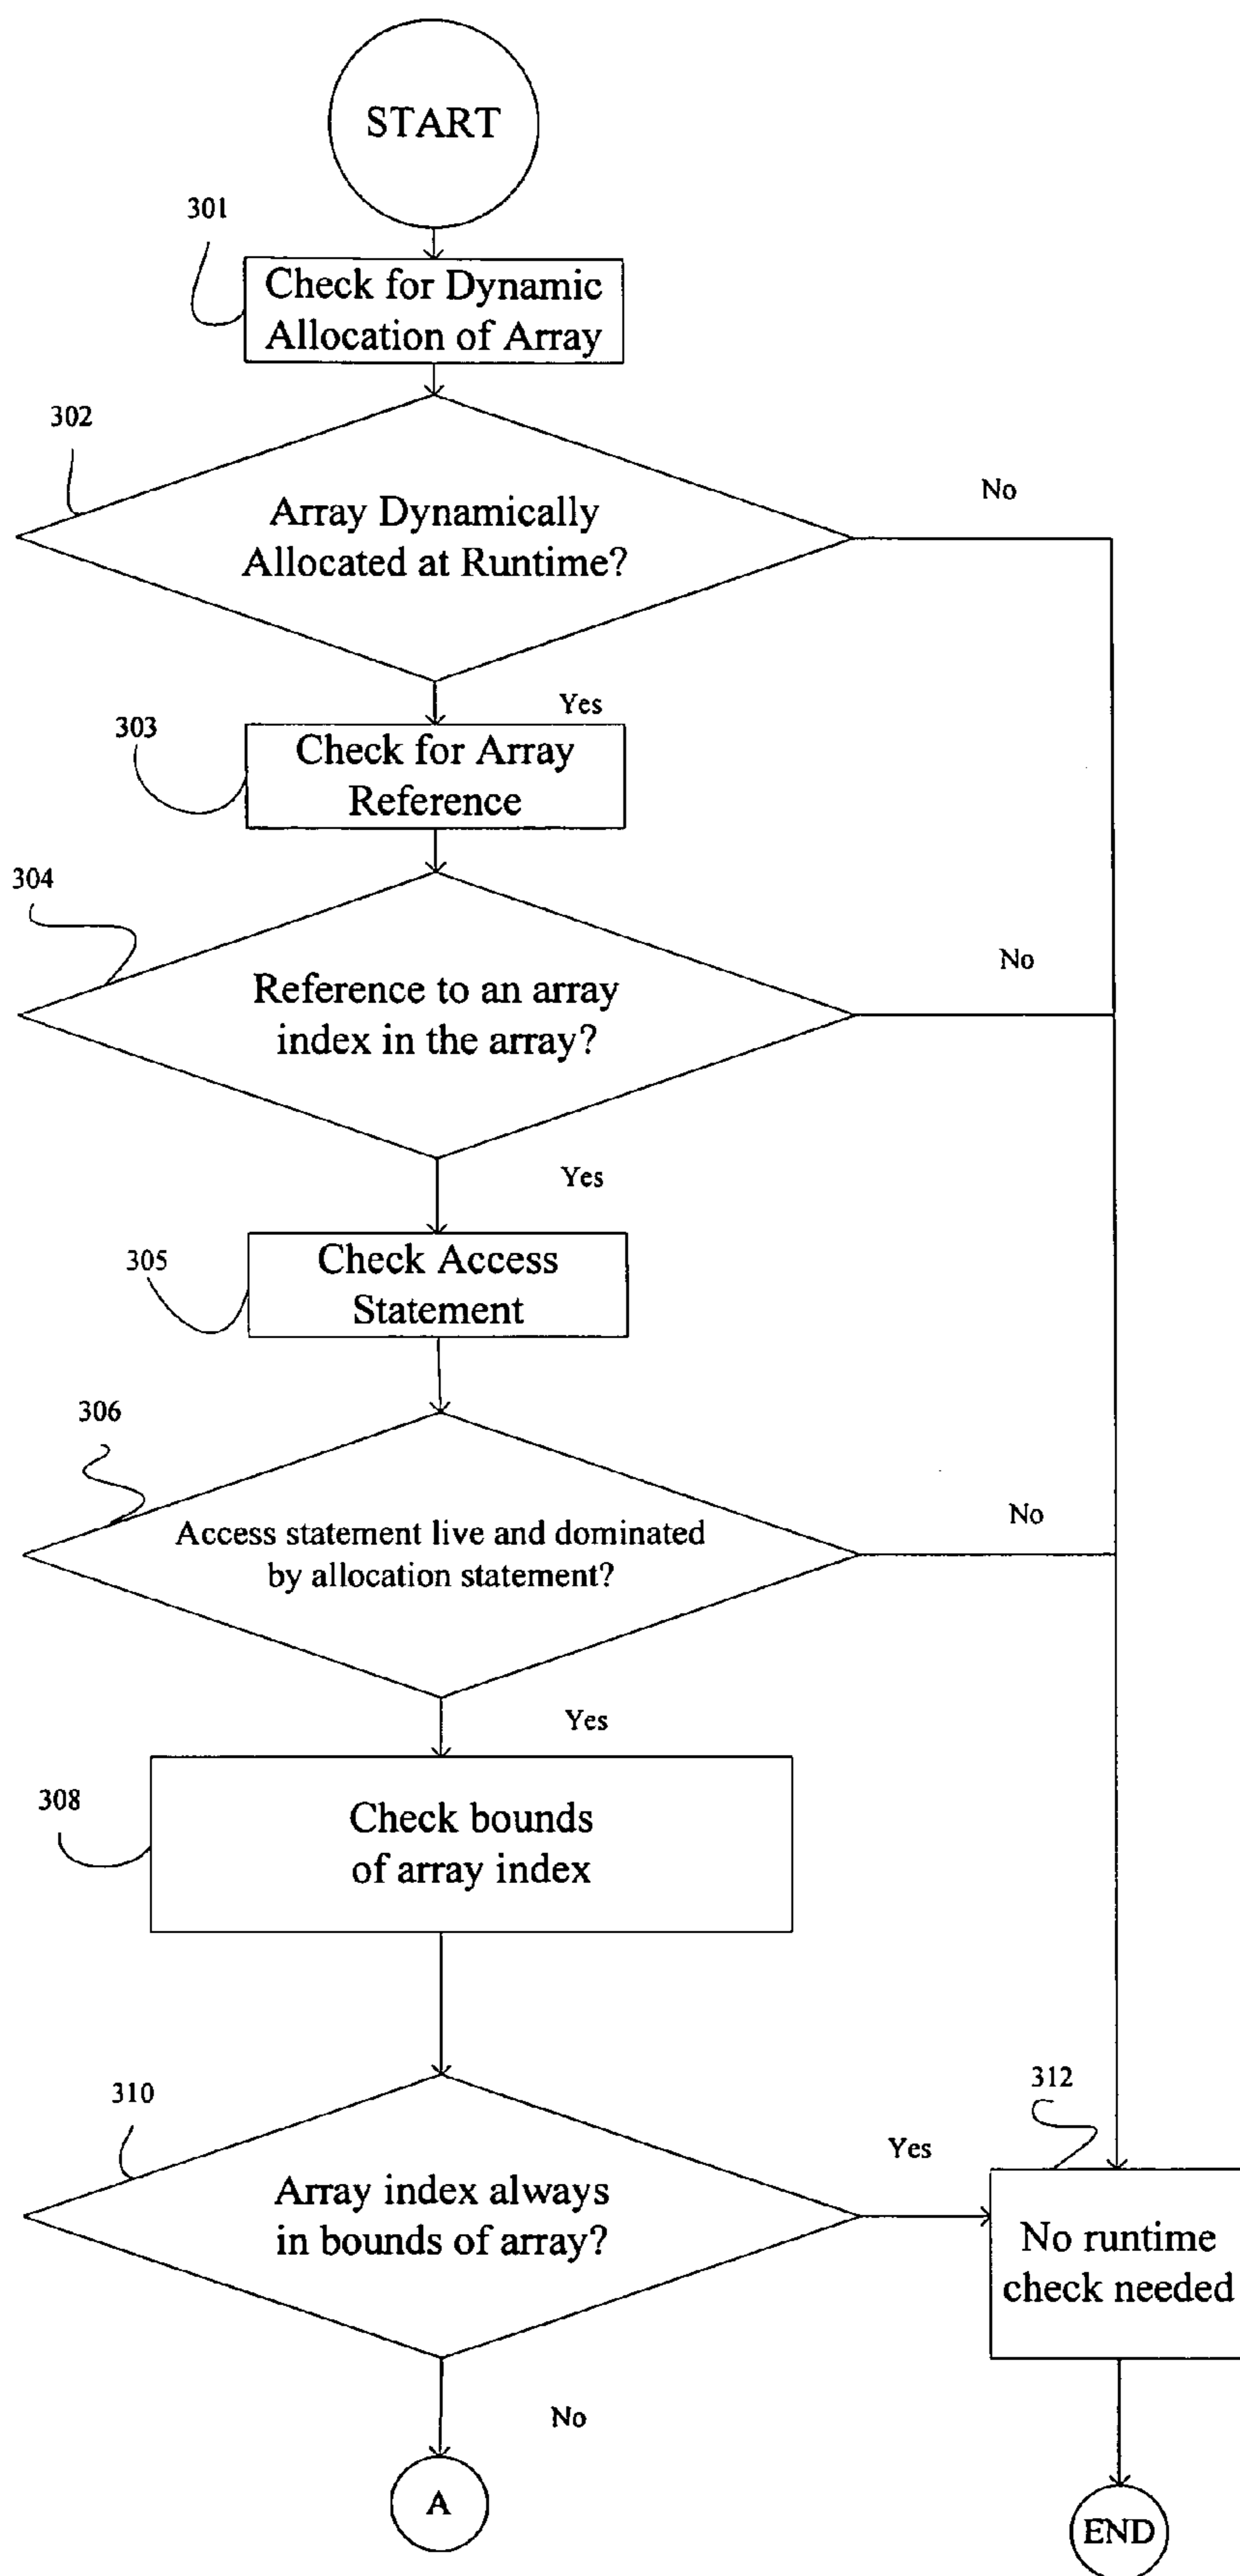 START
301
Check for Dynamic
Allocation of Array
302
No
Array Dynamically
Allocated at Runtime?
Yes
303
Check for Array
Reference
304
No
Reference to an array
index in the array?
Yes
305
Check Access
Statement
306
No
Access statement live and dominated
by allocation statement?
Yes
308
Check bounds
of array index
310
312
Yes
Array index always
in bounds of array?
No runtime
check needed
No
A
END